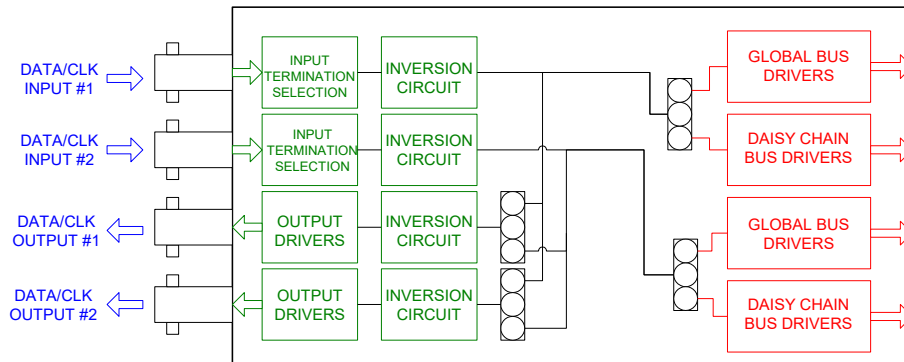 DATA/CLK
INPUT #1
INPUT
TERMINATION
SELECTION
INVERSION
CIRCUIT
GLOBAL BUS
DRIVERS
DATA/CLK
INPUT #2
INPUT
TERMINATION
SELECTION
INVERSION
CIRCUIT
DAISY CHAIN
BUS DRIVERS
DATA/CLK
OUTPUT #1
OUTPUT
DRIVERS
INVERSION
CIRCUIT
GLOBAL BUS
DRIVERS
DATA/CLK
OUTPUT #2
OUTPUT
DRIVERS
INVERSION
CIRCUIT
DAISY CHAIN
BUS DRIVERS